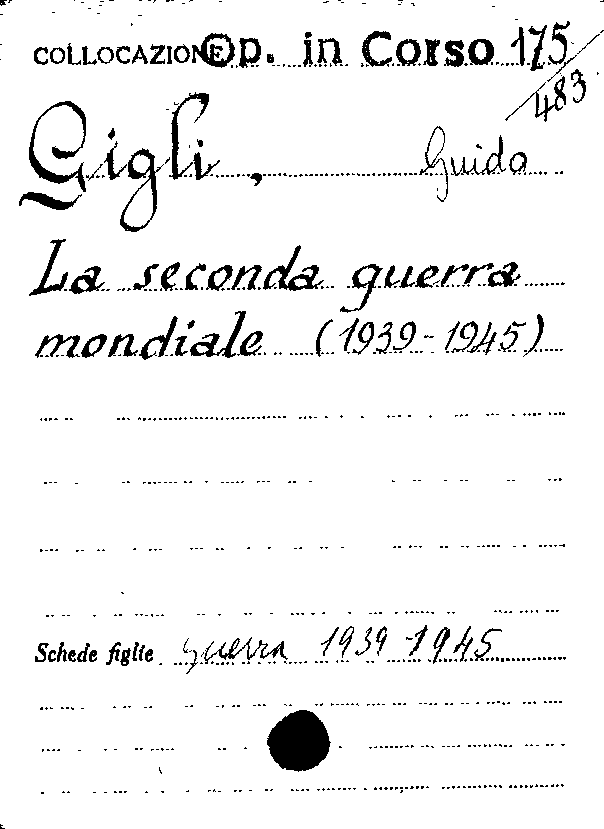 COLLOCAZIONE Op. in Corso 175/483
Gigli, Guido
La seconda guerra
mondiale (1939-1945)
Schede figlie guerra 1939-1945